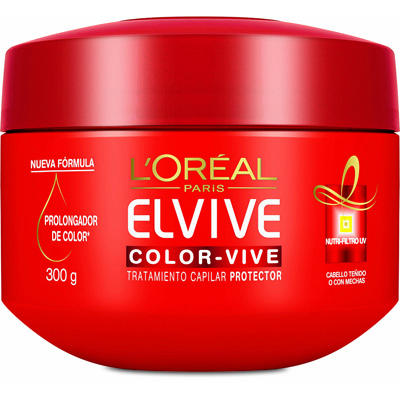 NUEVA FÓRMULA
PROLONGADOR
DE COLOR*
300 g
L'ORÉAL
PARIS
ELVIVE
COLOR-VIVE
TRATAMIENTO CAPILAR PROTECTOR
NUTRI-FILTRO UV
CABELLO TEÑIDO
O CON MECHAS